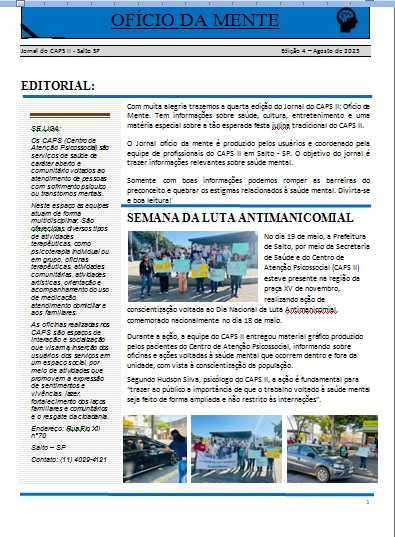 OFÍCIO DA MENTE
Jornal do CAPS II - Salto SP
Edição 4 – Agosto de 2023
EDITORIAL:
SE LIGA:
Os CAPS (Centro de
Atenção Psicossocial) são
serviços de saúde de
caráter aberto e
comunitário voltados ao
atendimento de pessoas
com sofrimento psíquico
ou transtornos mentais.
Neste espaço as equipes
atuam de forma
multidisciplinar. São
oferecidas diversos tipos
de atividades
terapêuticas, como
psicoterapia individual ou
em grupo, oficinas
terapêuticas, atividades
comunitárias, atividades
artísticas, orientação e
acompanhamento do uso
de medicação,
atendimento domiciliar e
aos familiares.
As oficinas realizadas nos
CAPS são espaços de
interação e socialização
que visam a inserção dos
usuários dos serviços em
um espaço social, por
meio de atividades que
promovem a expressão
de sentimentos e
vivências, lazer,
fortalecimento dos laços
familiares e comunitários
e o resgate da cidadania.
Endereço: Rua Rio XII
n°70
Salto – SP
Contato: (11) 4029-4121
Com muita alegria trazemos a quarta edição do Jornal do CAPS II: Ofício da
Mente. Tem informações sobre saúde, cultura, entretenimento e uma
matéria especial sobre a tão esperada festa julina tradicional do CAPS II.
O Jornal ofício da mente é produzido pelos usuários e coordenado pela
equipe de profissionais do CAPS II em Salto - SP. O objetivo do jornal é
trazer informações relevantes sobre saúde mental.
Somente com boas informações podemos romper as barreiras do
preconceito e quebrar os estigmas relacionados à saúde mental. Divirta-se
e boa leitura!
SEMANA DA LUTA ANTIMANICOMIAL
No dia 19 de maio, a Prefeitura
de Salto, por meio da Secretaria
de Saúde e do Centro de
Atenção Psicossocial (CAPS II)
esteve presente na região da
praça XV de novembro,
realizando ação de
conscientização voltada ao Dia Nacional da Luta Antimanicomial,
comemorado nacionalmente no dia 18 de maio.
Durante a ação, a equipe do CAPS II entregou material gráfico produzido
pelos pacientes do Centro de Atenção Psicossocial, informando sobre
oficinas e ações voltadas à saúde mental que ocorrem dentro e fora da
unidade, com vista à conscientização da população.
Segundo Hudson Silva, psicólogo do CAPS II, a ação é fundamental para
“trazer ao público a importância de que o trabalho voltado à saúde mental
seja feito de forma ampliada e não restrito às internações”.
1